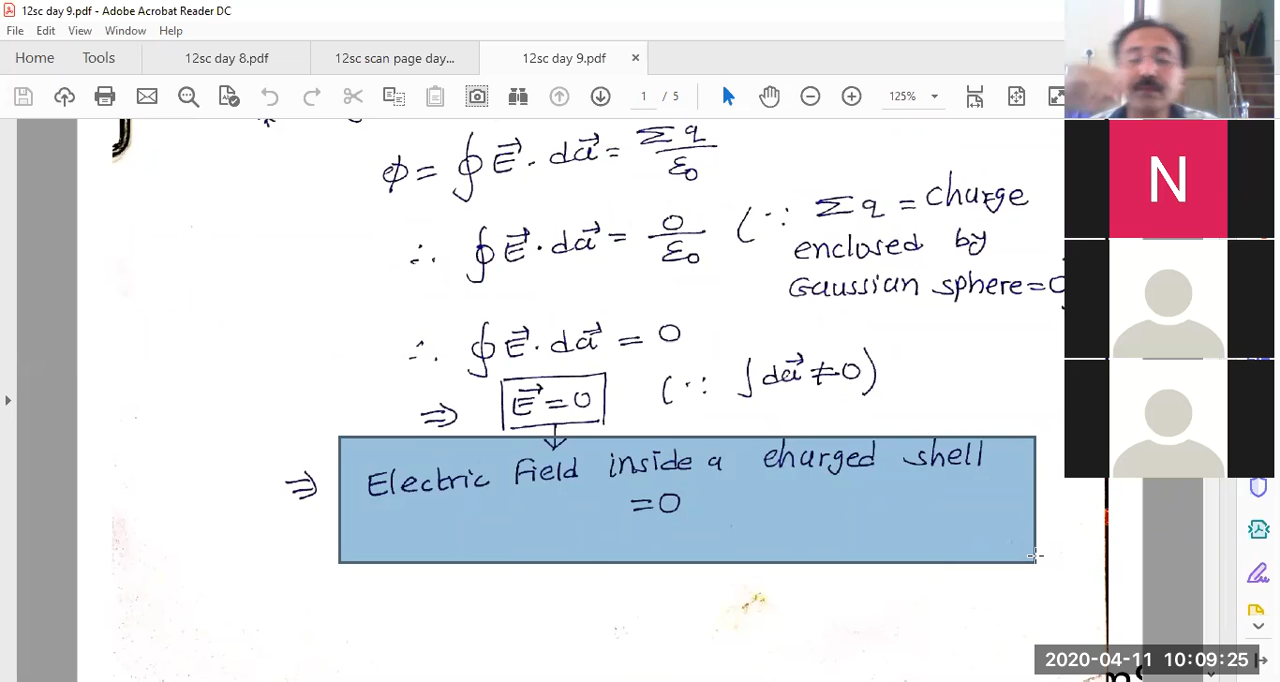 12sc day 9.pdf - Adobe Acrobat Reader DC
File Edit View Window Help
Home Tools 12sc day 8.pdf 12sc scan page day... 12sc day 9.pdf ×
1 / 5 125%
ϕ = ∮ E⃗ · da⃗ = Σq/ε₀
∴ ∮ E⃗ · da⃗ = 0/ε₀ (∵ Σq = charge
enclosed by
Gaussian sphere = 0
∴ ∮ E⃗ · da⃗ = 0
⇒ E⃗ = 0 (∵ ∫ da⃗ ≠ 0)
⇒ Electric Field inside a charged shell
= 0
N
2020-04-11 10:09:25